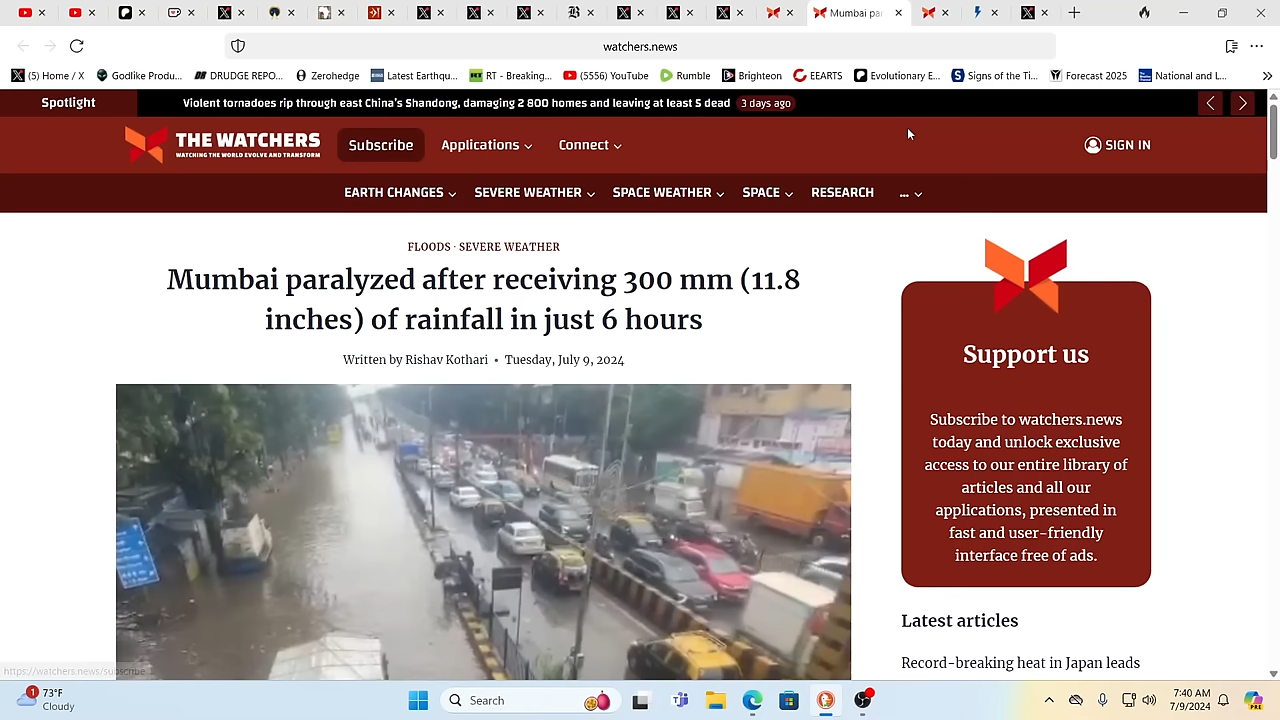 Mumbai par
watchers.news
(5) Home / X
Godlike Produ...
DRUDGE REPO...
Zerohedge
Latest Earthqu...
RT - Breaking...
(5556) YouTube
Rumble
Brighteon
EEARTS
Evolutionary E...
Signs of the Ti...
Forecast 2025
National and L...
Spotlight
Violent tornadoes rip through east China's Shandong, damaging 2 800 homes and leaving at least 5 dead 3 days ago
THE WATCHERS
WATCHING THE WORLD EVOLVE AND TRANSFORM
Subscribe
Applications
Connect
SIGN IN
EARTH CHANGES
SEVERE WEATHER
SPACE WEATHER
SPACE
RESEARCH
...
FLOODS · SEVERE WEATHER
Mumbai paralyzed after receiving 300 mm (11.8
inches) of rainfall in just 6 hours
Written by Rishav Kothari • Tuesday, July 9, 2024
Support us
Subscribe to watchers.news
today and unlock exclusive
access to our entire library of
articles and all our
applications, presented in
fast and user-friendly
interface free of ads.
Latest articles
Record-breaking heat in Japan leads
https://watchers.news/subscribe
1
73°F
Cloudy
Search
7:40 AM
7/9/2024
PRE